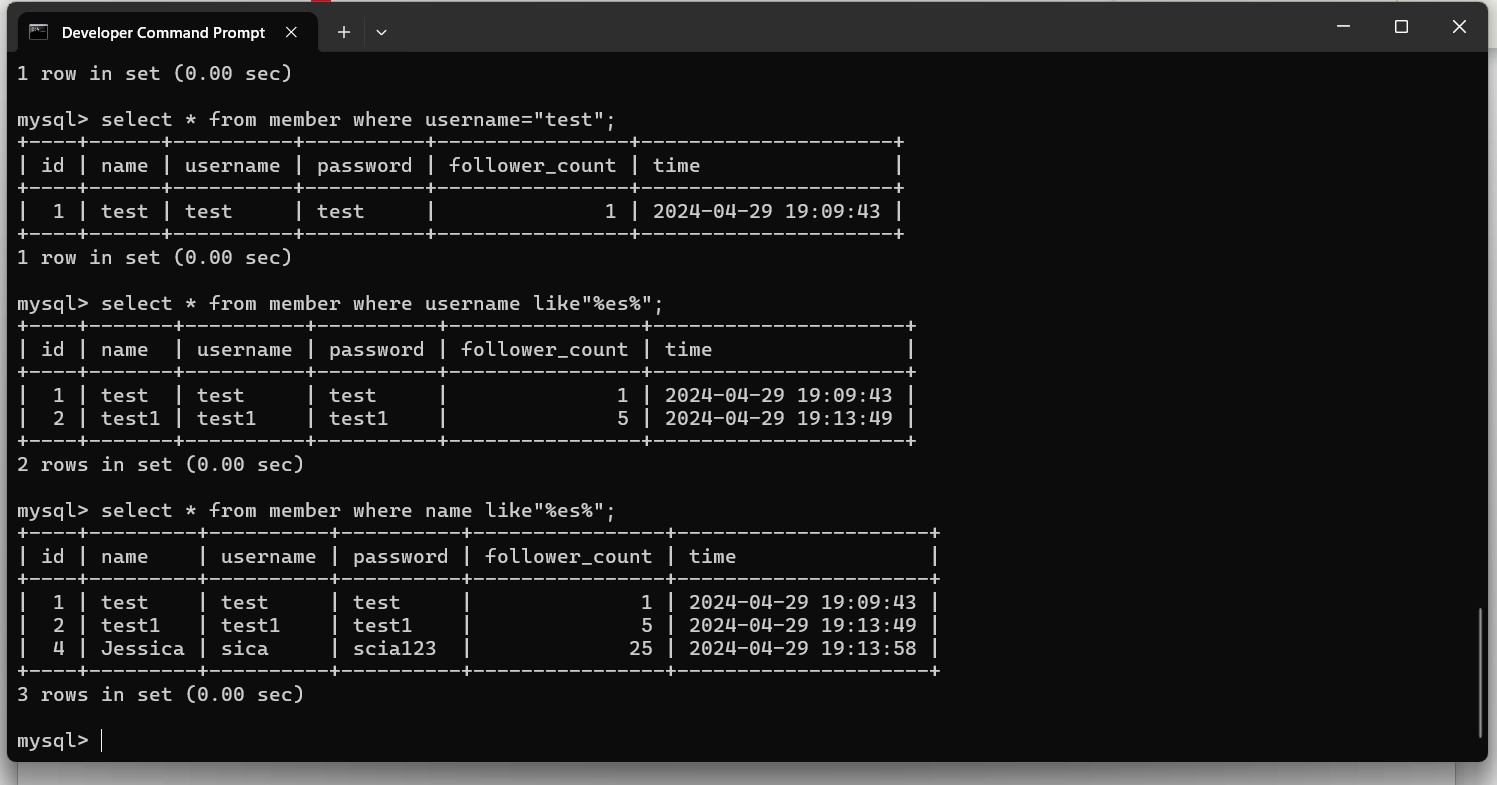 Developer Command Prompt
1 row in set (0.00 sec)
mysql> select * from member where username="test";
+----+------+----------+----------+----------------+---------------------+
| id | name | username | password | follower_count | time                |
+----+------+----------+----------+----------------+---------------------+
|  1 | test | test     | test     |              1 | 2024-04-29 19:09:43 |
+----+------+----------+----------+----------------+---------------------+
1 row in set (0.00 sec)
mysql> select * from member where username like"%es%";
+----+-------+----------+----------+----------------+---------------------+
| id | name  | username | password | follower_count | time                |
+----+-------+----------+----------+----------------+---------------------+
|  1 | test  | test     | test     |              1 | 2024-04-29 19:09:43 |
|  2 | test1 | test1    | test1    |              5 | 2024-04-29 19:13:49 |
+----+-------+----------+----------+----------------+---------------------+
2 rows in set (0.00 sec)
mysql> select * from member where name like"%es%";
+----+---------+----------+----------+----------------+---------------------+
| id | name    | username | password | follower_count | time                |
+----+---------+----------+----------+----------------+---------------------+
|  1 | test    | test     | test     |              1 | 2024-04-29 19:09:43 |
|  2 | test1   | test1    | test1    |              5 | 2024-04-29 19:13:49 |
|  4 | Jessica | sica     | scia123  |             25 | 2024-04-29 19:13:58 |
+----+---------+----------+----------+----------------+---------------------+
3 rows in set (0.00 sec)
mysql>